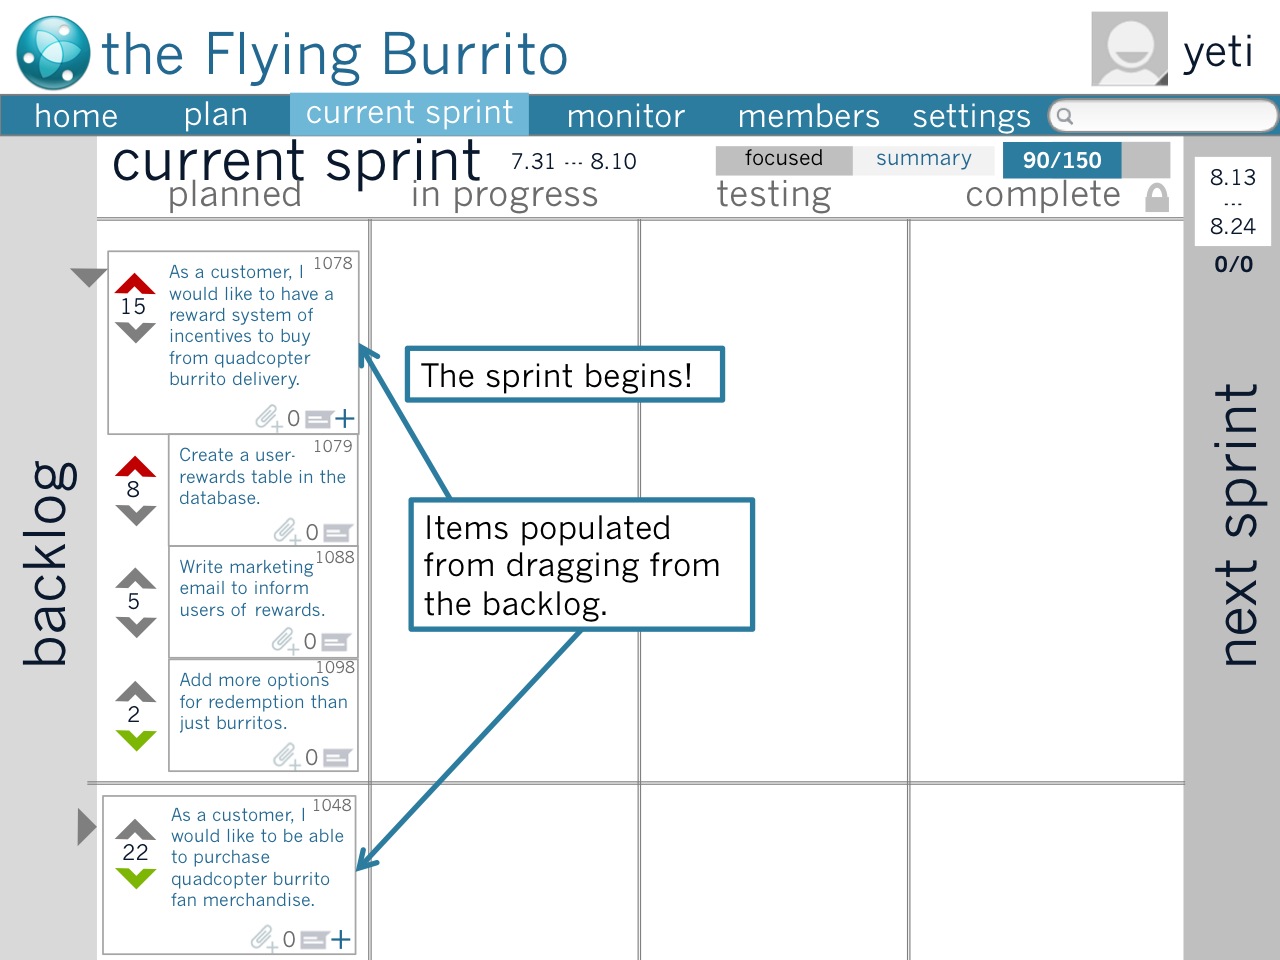 the Flying Burrito
yeti
home plan current sprint monitor members settings
current sprint 7.31 --- 8.10 focused summary 90/150
planned in progress testing complete
8.13
---
8.24
0/0
backlog
next sprint
1078
15
As a customer, I
would like to have a
reward system of
incentives to buy
from quadcopter
burrito delivery.
0 +
1079
8
Create a user-
rewards table in the
database.
0
1088
5
Write marketing
email to inform
users of rewards.
0
1098
2
Add more options
for redemption than
just burritos.
0
1048
22
As a customer, I
would like to be able
to purchase
quadcopter burrito
fan merchandise.
0 +
The sprint begins!
Items populated
from dragging from
the backlog.